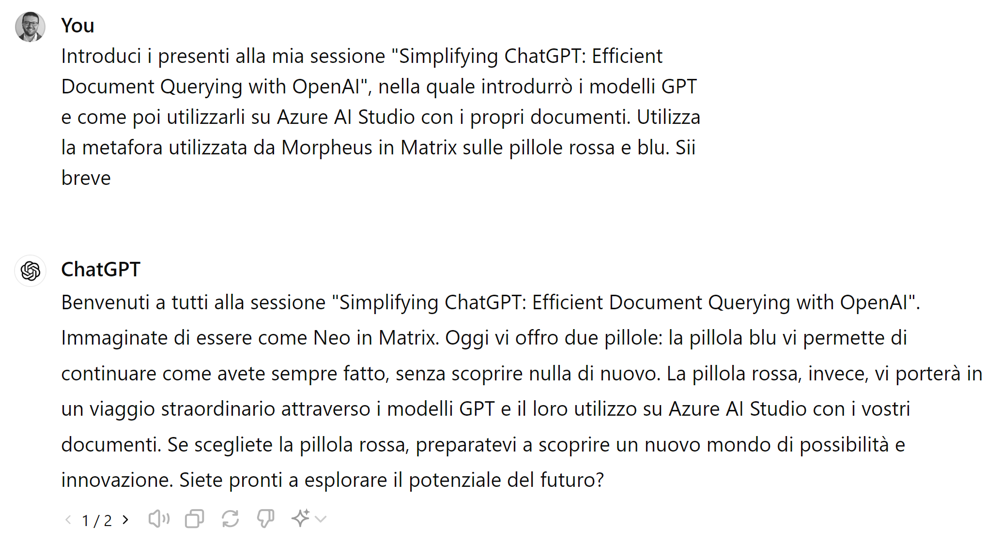 You
Introduci i presenti alla mia sessione "Simplifying ChatGPT: Efficient
Document Querying with OpenAI", nella quale introdurrò i modelli GPT
e come poi utilizzarli su Azure AI Studio con i propri documenti. Utilizza
la metafora utilizzata da Morpheus in Matrix sulle pillole rossa e blu. Sii
breve
ChatGPT
Benvenuti a tutti alla sessione "Simplifying ChatGPT: Efficient Document Querying with OpenAI".
Immaginate di essere come Neo in Matrix. Oggi vi offro due pillole: la pillola blu vi permette di
continuare come avete sempre fatto, senza scoprire nulla di nuovo. La pillola rossa, invece, vi porterà in
un viaggio straordinario attraverso i modelli GPT e il loro utilizzo su Azure AI Studio con i vostri
documenti. Se scegliete la pillola rossa, preparatevi a scoprire un nuovo mondo di possibilità e
innovazione. Siete pronti a esplorare il potenziale del futuro?
1 / 2